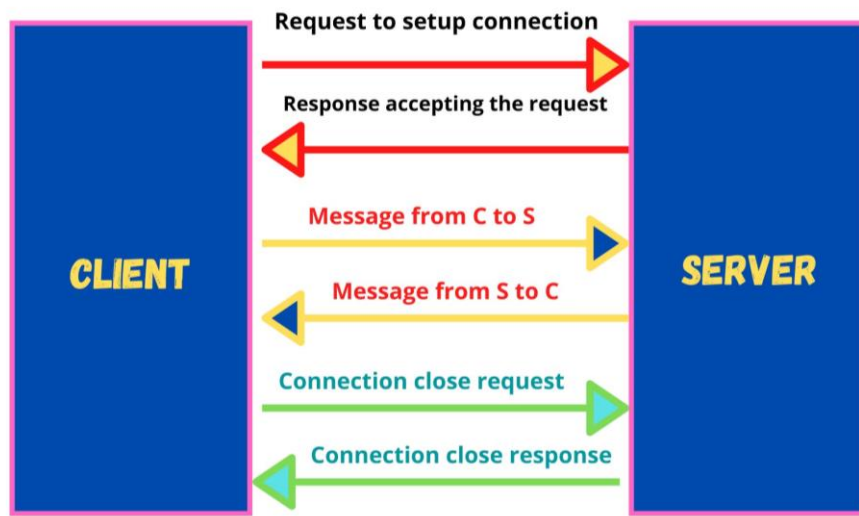 Request to setup connection
Response accepting the request
Message from C to S
CLIENT
SERVER
Message from S to C
Connection close request
Connection close response